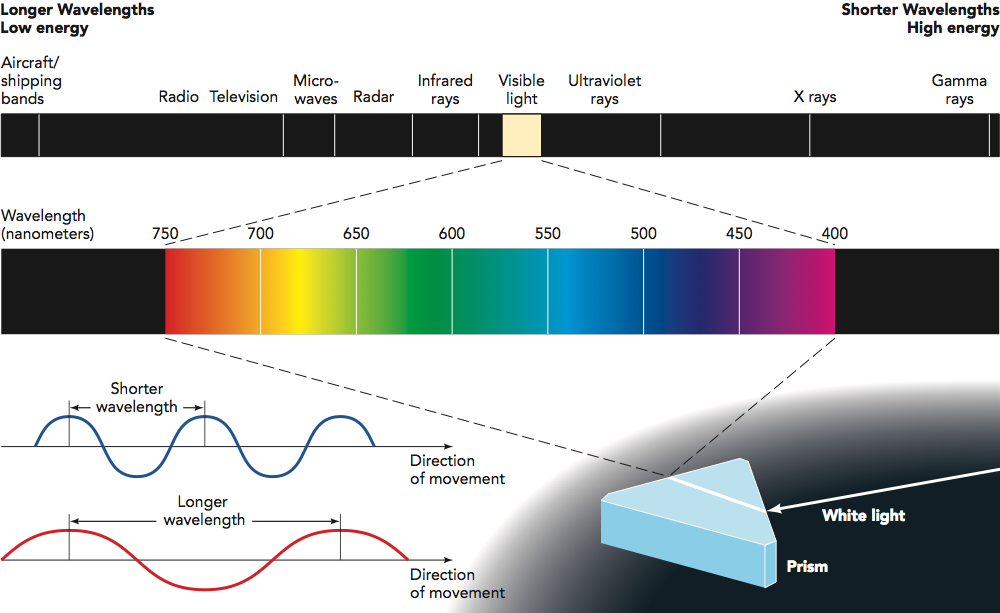 Longer Wavelengths
Low energy
Shorter Wavelengths
High energy
Aircraft/
shipping
bands
Radio
Television
Micro-
waves
Radar
Infrared
rays
Visible
light
Ultraviolet
rays
X rays
Gamma
rays
Wavelength
(nanometers)
750
700
650
600
550
500
450
400
Shorter
wavelength
Direction
of movement
Longer
wavelength
Direction
of movement
White light
Prism